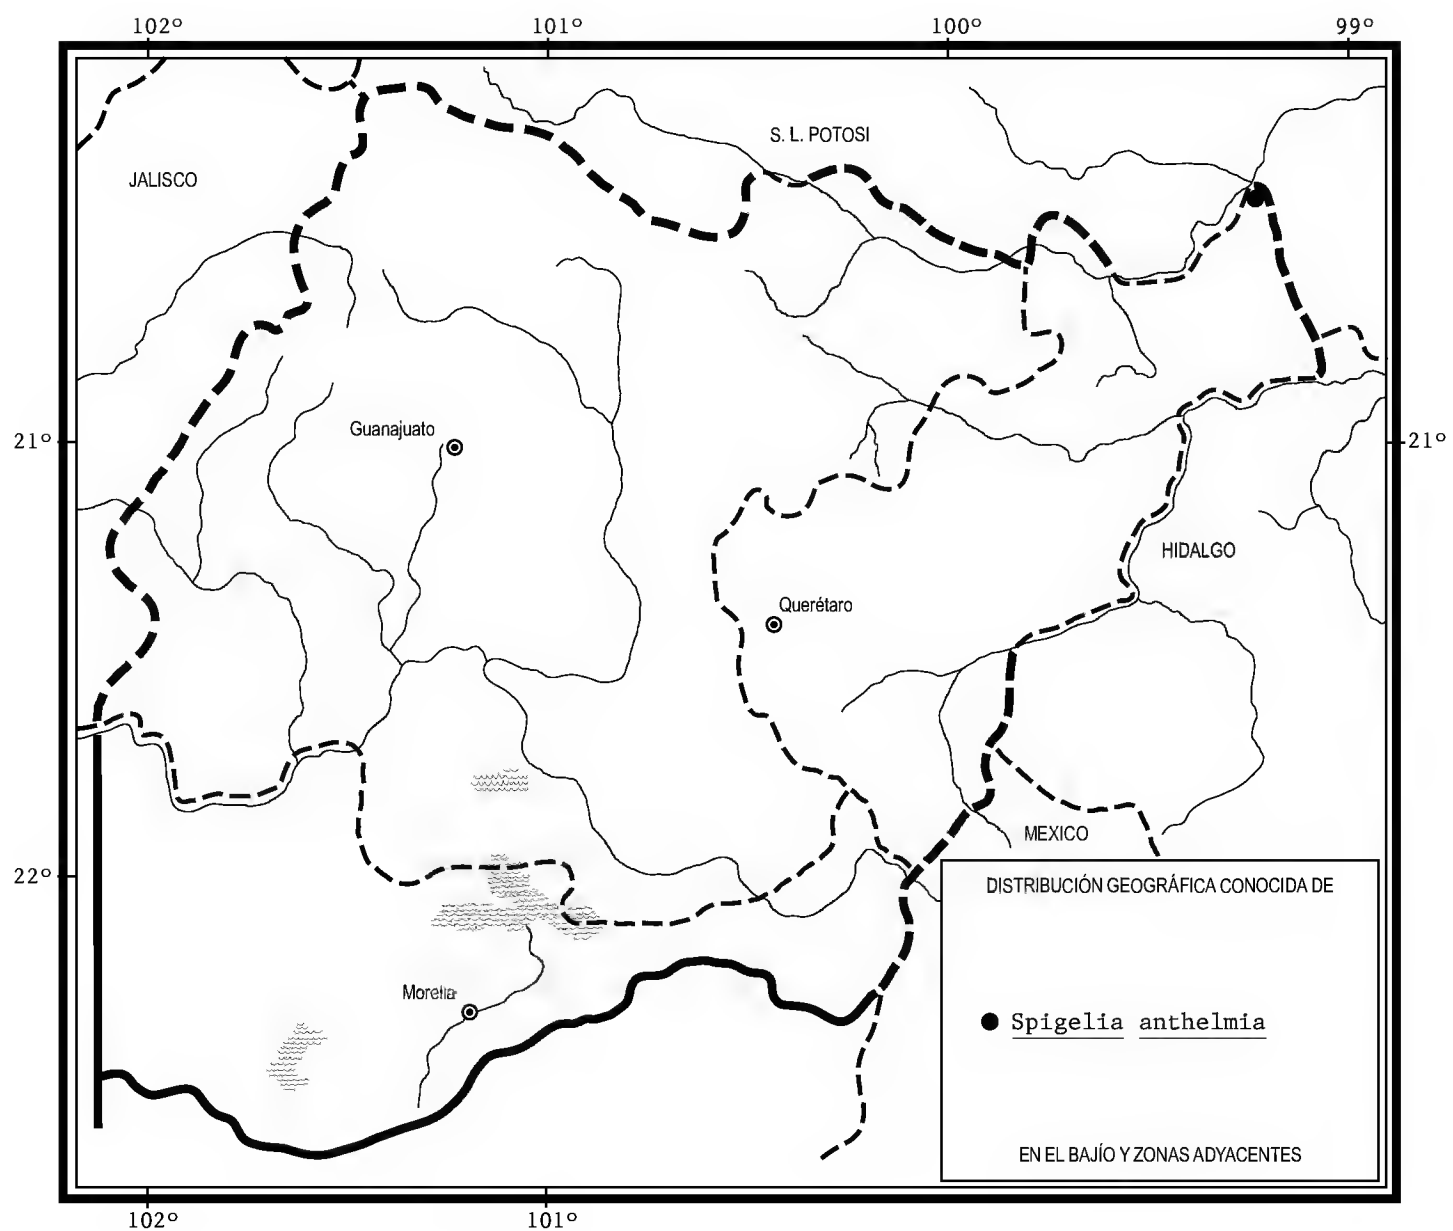 102° 101° 100° 99°
S. L. POTOSI
JALISCO
Guanajuato
21° 21°
HIDALGO
Querétaro
MEXICO
22°
DISTRIBUCIÓN GEOGRÁFICA CONOCIDA DE
Morelia
Spigelia anthelmia
EN EL BAJÍO Y ZONAS ADYACENTES
102° 101°